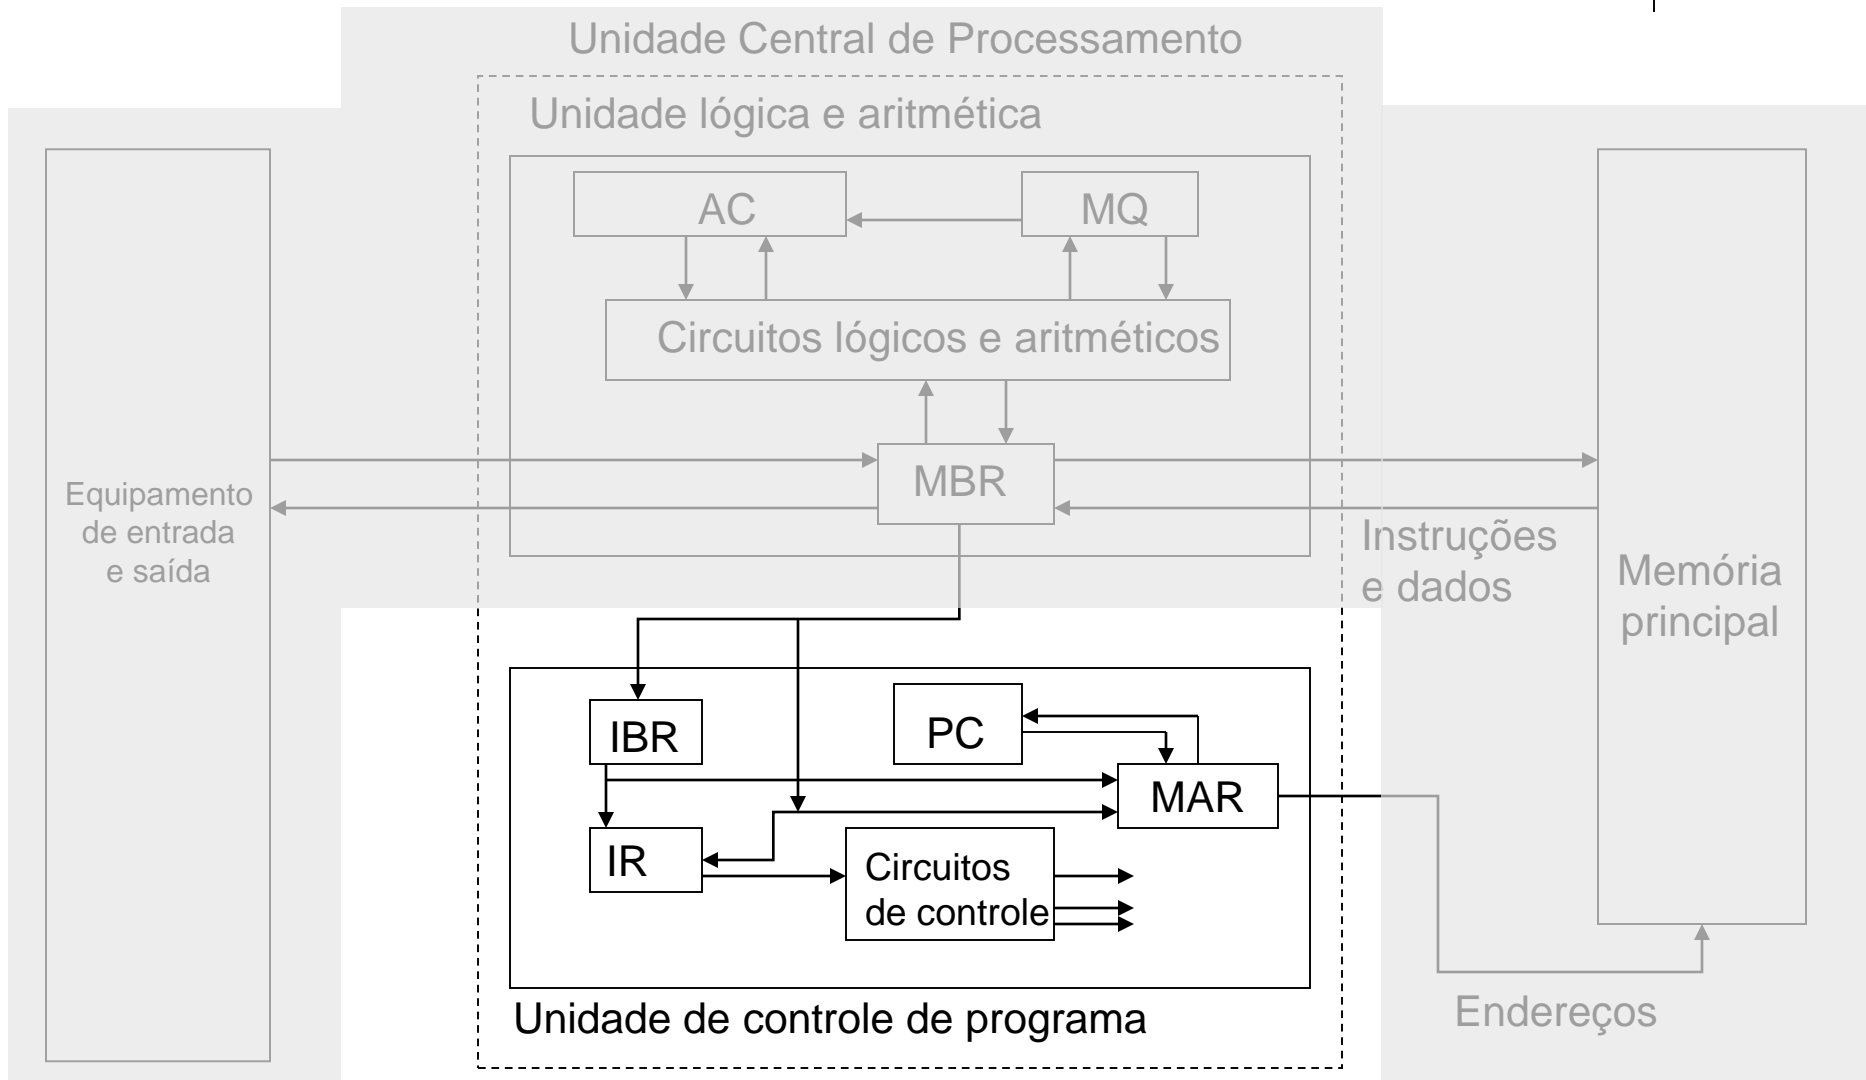 Unidade Central de Processamento
Unidade lógica e aritmética
AC
MQ
Circuitos lógicos e aritméticos
MBR
Equipamento
de entrada
e saída
Instruções
e dados
Memória
principal
IBR
PC
MAR
IR
Circuitos
de controle
Unidade de controle de programa
Endereços